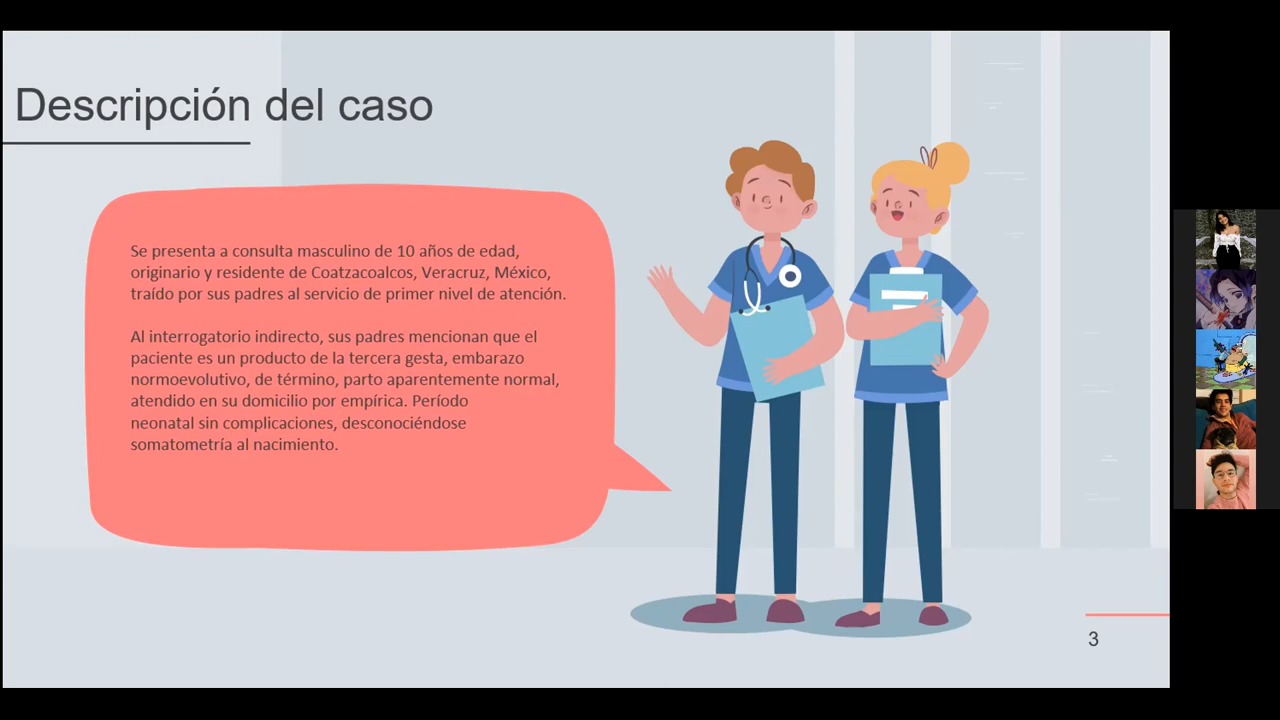 Descripción del caso
Se presenta a consulta masculino de 10 años de edad,
originario y residente de Coatzacoalcos, Veracruz, México,
traído por sus padres al servicio de primer nivel de atención.
Al interrogatorio indirecto, sus padres mencionan que el
paciente es un producto de la tercera gesta, embarazo
normoevolutivo, de término, parto aparentemente normal,
atendido en su domicilio por empírica. Período
neonatal sin complicaciones, desconociéndose
somatometría al nacimiento.
3